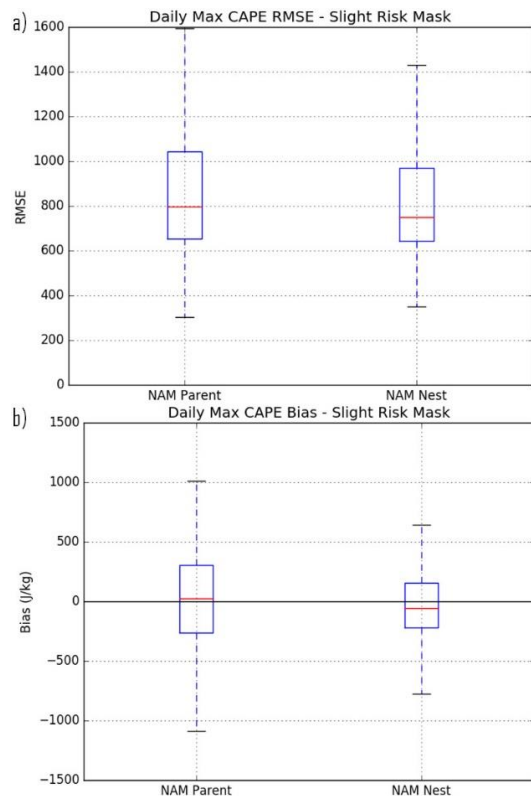 a)
Daily Max CAPE RMSE - Slight Risk Mask
1600
1400
1200
1000
800
600
400
200
0
RMSE
NAM Parent
NAM Nest
b)
Daily Max CAPE Bias - Slight Risk Mask
1500
1000
500
0
−500
−1000
−1500
Bias (J/kg)
NAM Parent
NAM Nest